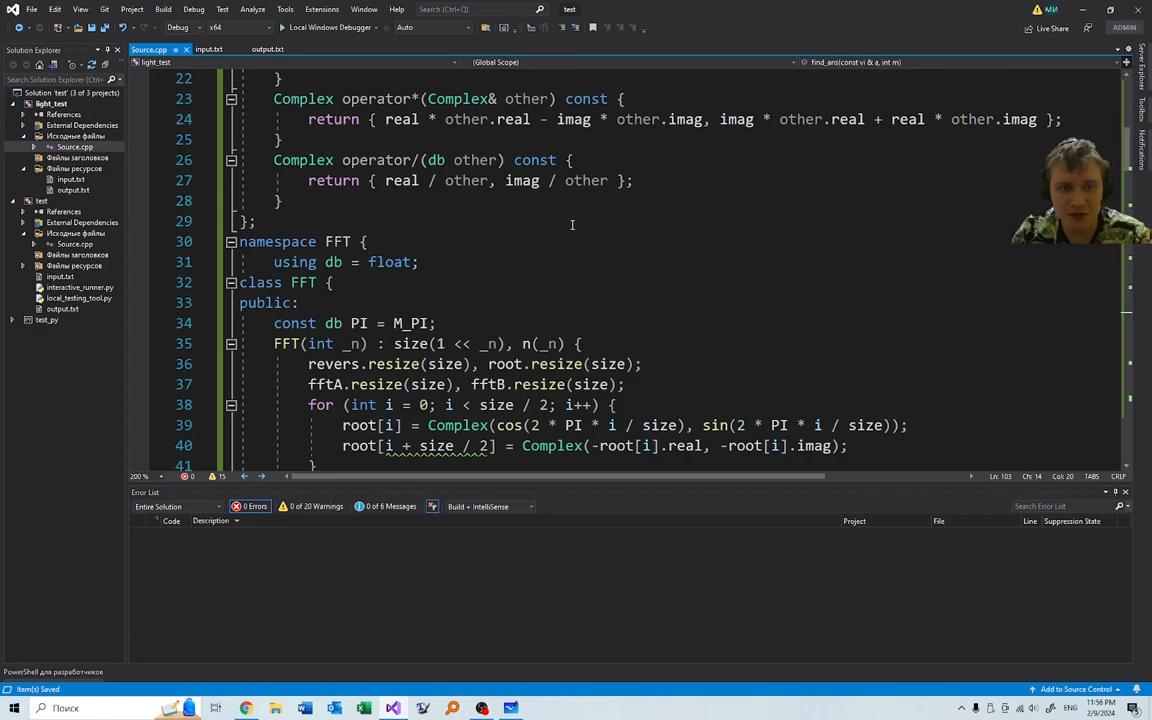 File Edit View Git Project Build Debug Test Analyze Tools Extensions Window Help Search (Ctrl+Q) test МИ
Debug x64 Local Windows Debugger Auto Live Share ADMIN
Solution Explorer
Search Solution Explorer (Ctrl+;)
Solution 'test' (3 of 3 projects)
light_test
References
External Dependencies
Исходные файлы
Source.cpp
Файлы заголовков
Файлы ресурсов
input.txt
output.txt
test
References
External Dependencies
Исходные файлы
Source.cpp
Файлы заголовков
Файлы ресурсов
input.txt
interactive_runner.py
local_testing_tool.py
output.txt
test_py
Source.cpp input.txt output.txt
light_test (Global Scope) find_ans(const vi & a, int m)
22 }
23 Complex operator*(Complex& other) const {
24 return { real * other.real - imag * other.imag, imag * other.real + real * other.imag };
25 }
26 Complex operator/(db other) const {
27 return { real / other, imag / other };
28 }
29 };
30 namespace FFT {
31 using db = float;
32 class FFT {
33 public:
34 const db PI = M_PI;
35 FFT(int _n) : size(1 << _n), n(_n) {
36 revers.resize(size), root.resize(size);
37 fftA.resize(size), fftB.resize(size);
38 for (int i = 0; i < size / 2; i++) {
39 root[i] = Complex(cos(2 * PI * i / size), sin(2 * PI * i / size));
40 root[i + size / 2] = Complex(-root[i].real, -root[i].imag);
41 }
200 % 0 15 Ln: 103 Ch: 14 Col: 20 TABS CRLF
Error List
Entire Solution 0 Errors 0 of 20 Warnings 0 of 6 Messages Build + IntelliSense Search Error List
Code Description Project File Line Suppression State
Server Explorer
Toolbox
Notifications
PowerShell для разработчиков
Item(s) Saved Add to Source Control
Поиск ENG 11:56 PM
2/9/2024 5